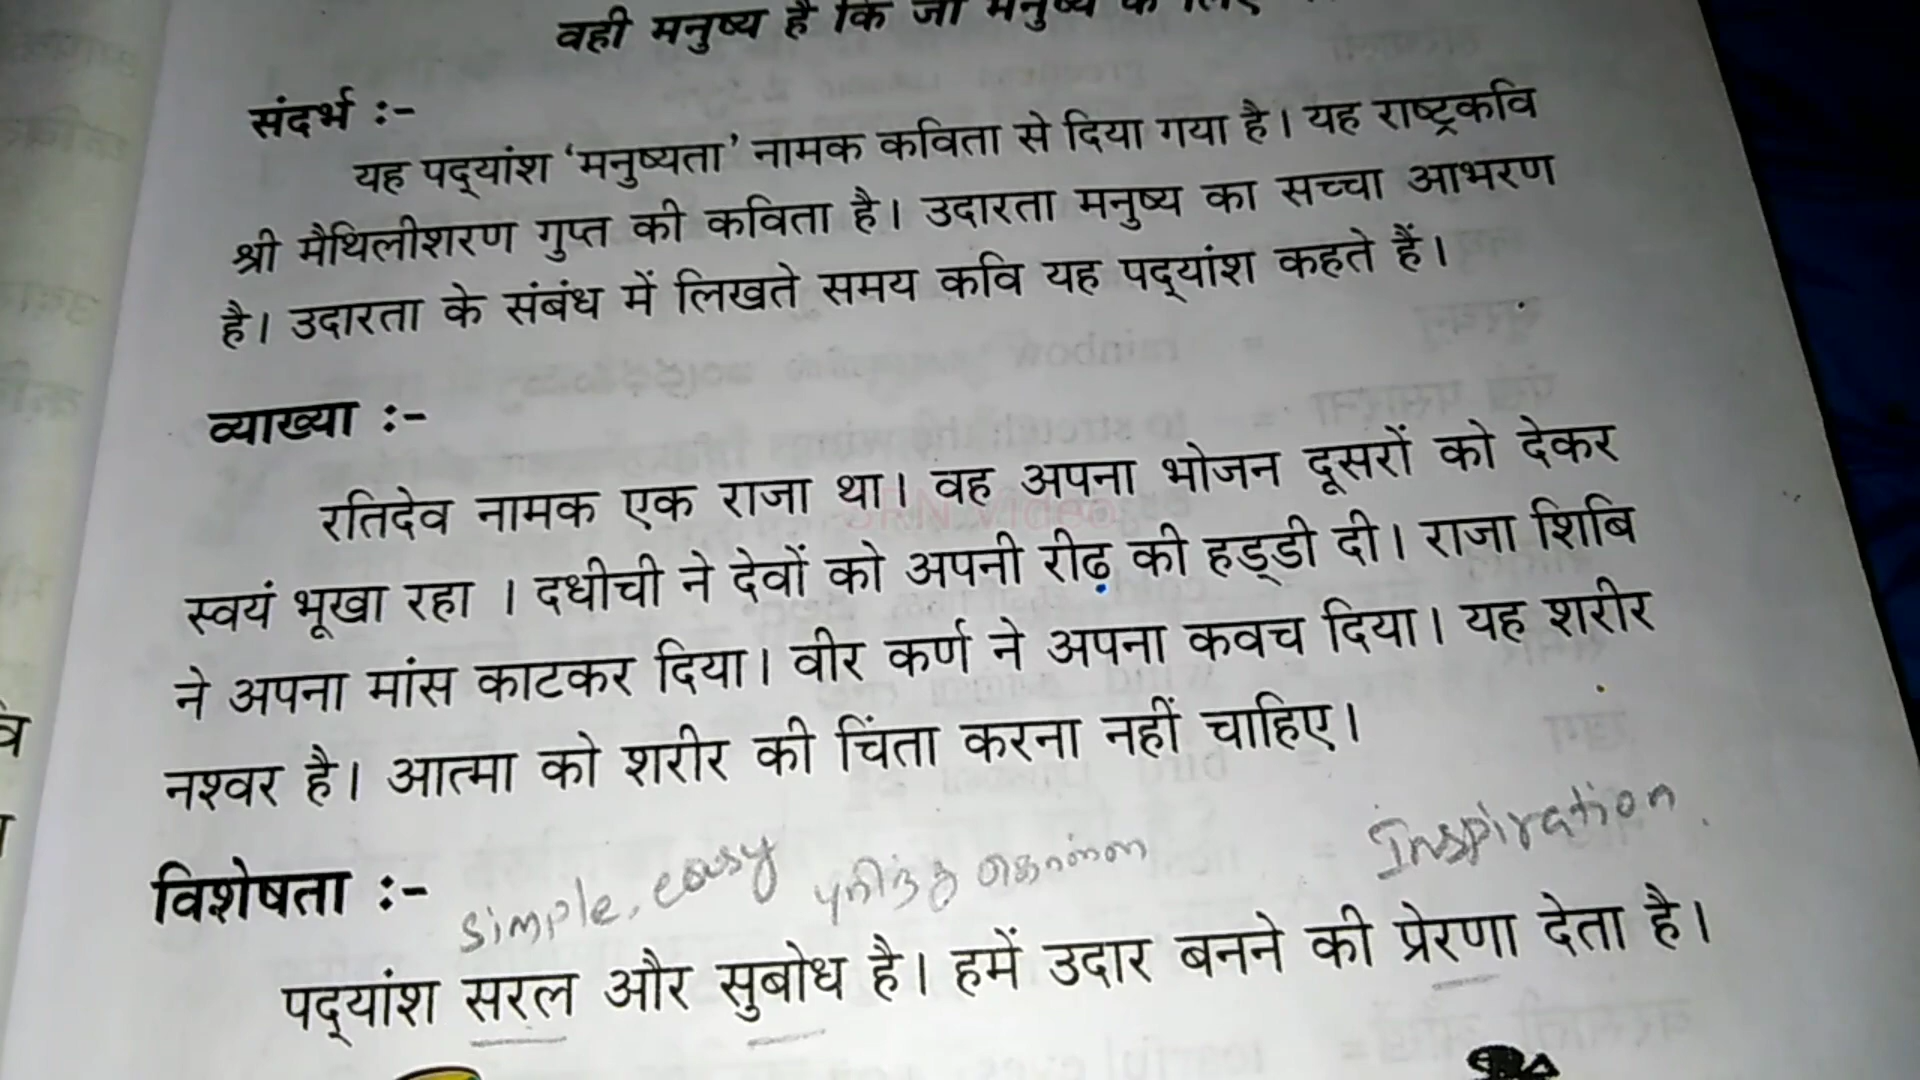 वही मनुष्य है कि जो मनुष्य के लिए
संदर्भ :-
यह पद्यांश ‘मनुष्यता’ नामक कविता से दिया गया है। यह राष्ट्रकवि
श्री मैथिलीशरण गुप्त की कविता है। उदारता मनुष्य का सच्चा आभरण
है। उदारता के संबंध में लिखते समय कवि यह पद्यांश कहते हैं।
व्याख्या :-
रतिदेव नामक एक राजा था। वह अपना भोजन दूसरों को देकर
SRN Video
स्वयं भूखा रहा । दधीची ने देवों को अपनी रीढ़ की हड्डी दी। राजा शिबि
ने अपना मांस काटकर दिया। वीर कर्ण ने अपना कवच दिया। यह शरीर
नश्वर है। आत्मा को शरीर की चिंता करना नहीं चाहिए।
Inspiration
विशेषता :-
simple, easy
पद्यांश सरल और सुबोध है। हमें उदार बनने की प्रेरणा देता है।